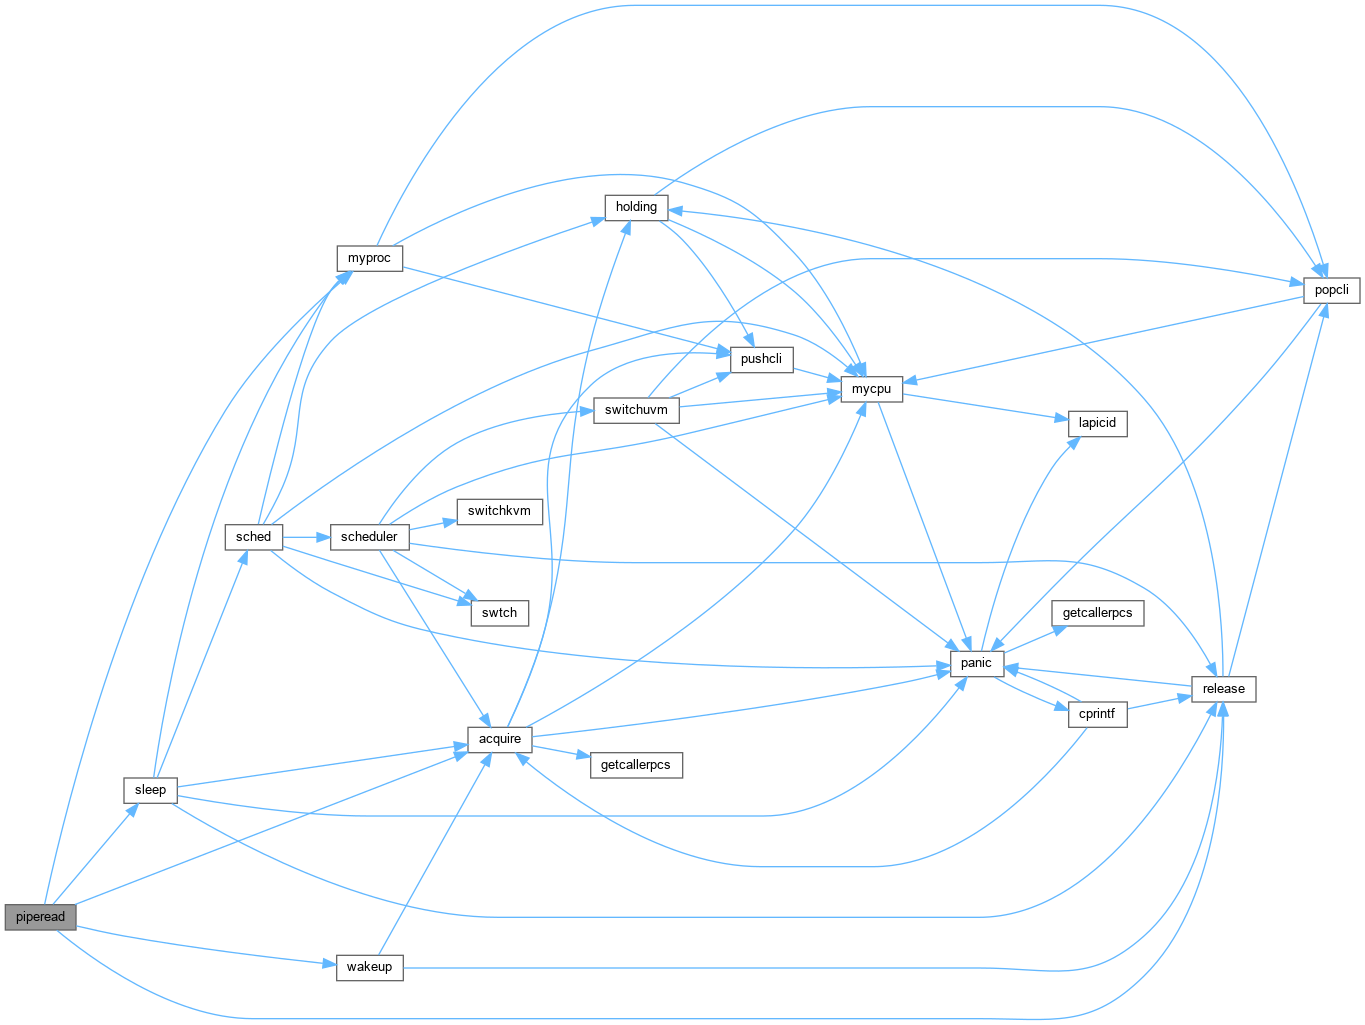 holding
myproc
popcli
pushcli
mycpu
switchuvm
lapicid
switchkvm
sched
scheduler
swtch
getcallerpcs
panic
release
cprintf
acquire
getcallerpcs
sleep
piperead
wakeup